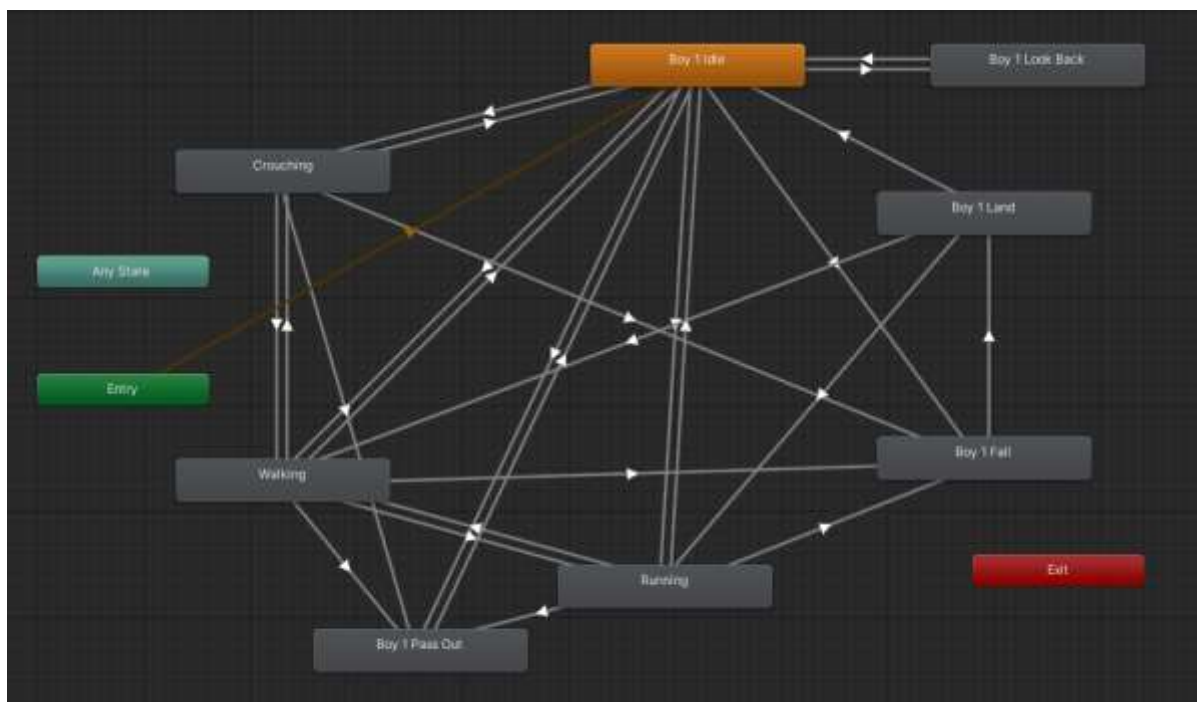 Boy 1 Idle
Boy 1 Look Back
Crouching
Boy 1 Land
Any State
Entry
Boy 1 Fall
Walking
Exit
Running
Boy 1 Pass Out